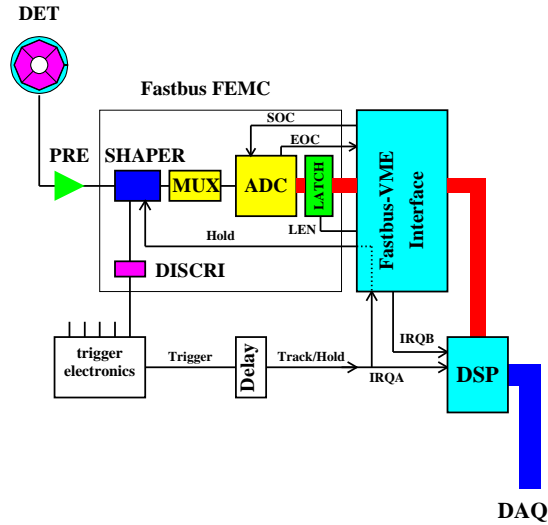 DET
Fastbus FEMC
SOC
EOC
PRE
SHAPER
MUX
ADC
LATCH
Fastbus-VME
Interface
LEN
Hold
DISCRI
IRQB
trigger
electronics
Trigger
Delay
Track/Hold
IRQA
DSP
DAQ